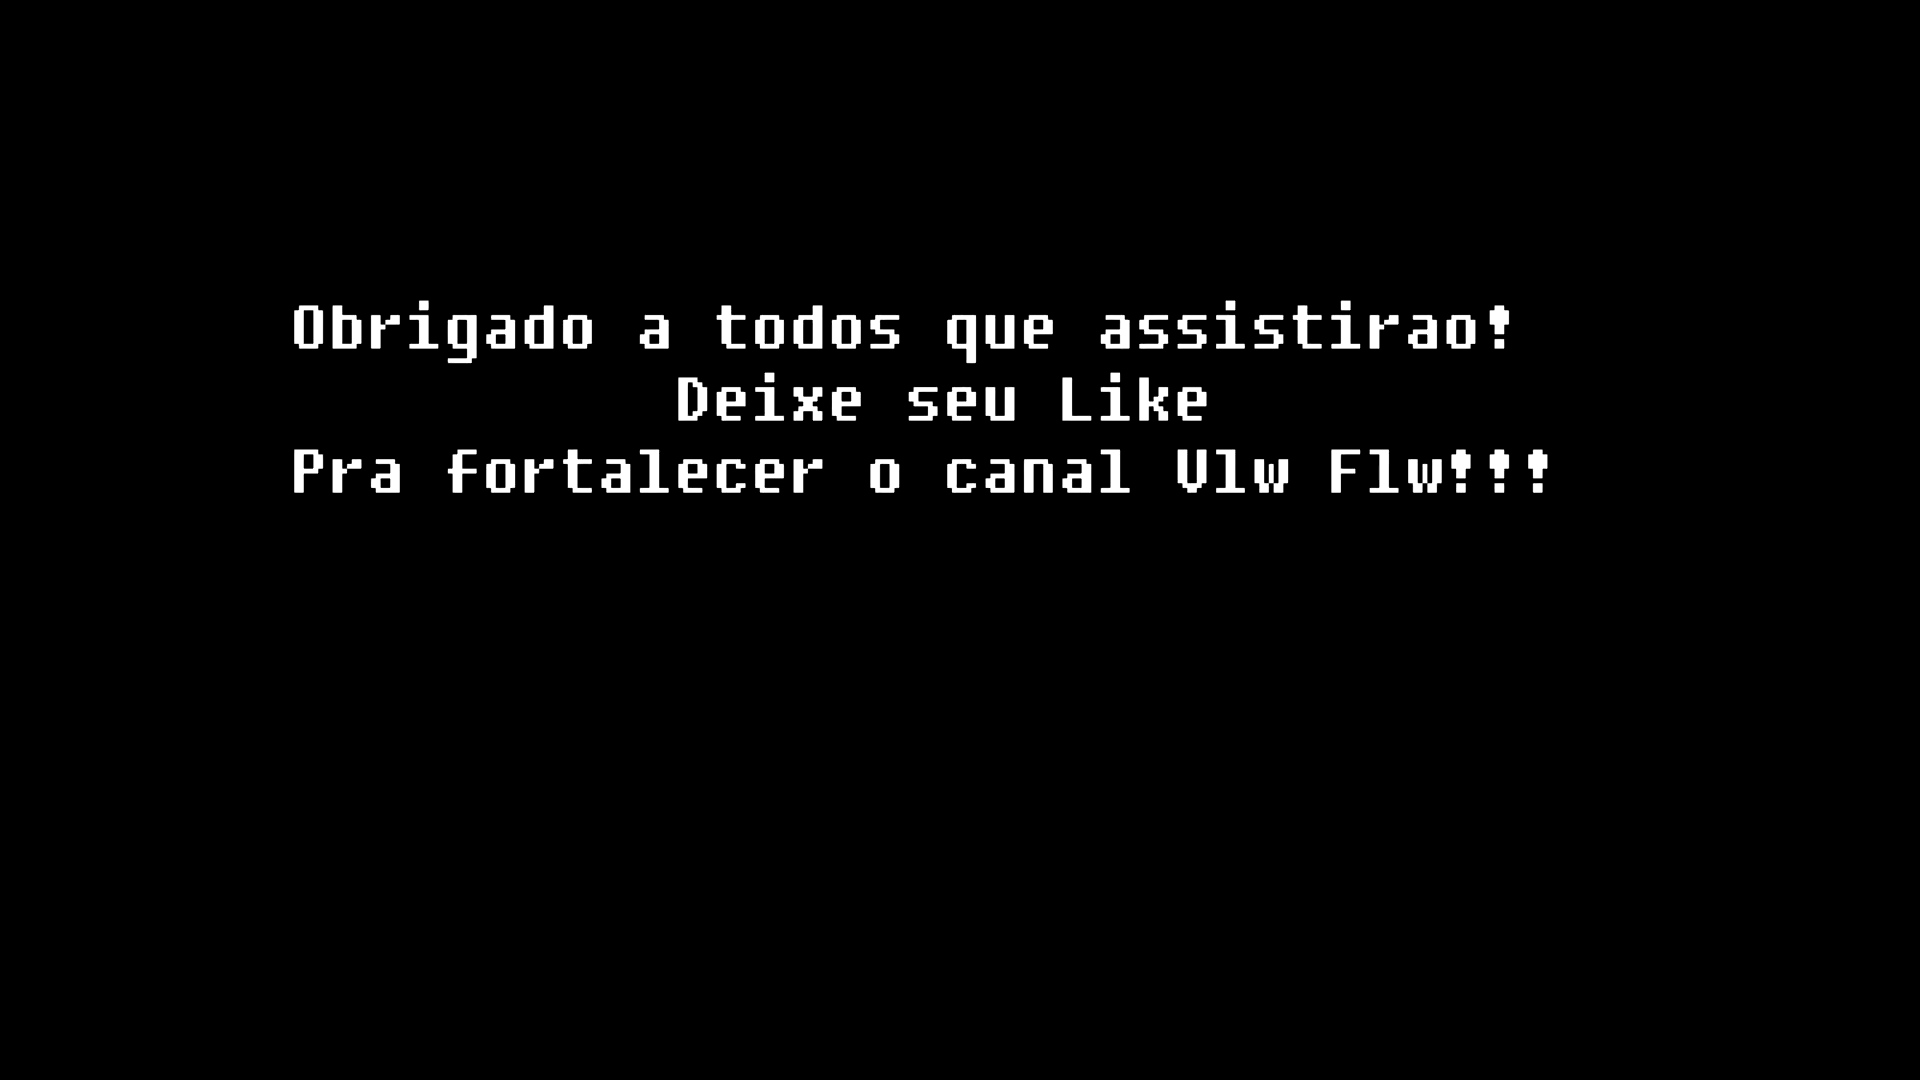 Obrigado a todos que assistirao!
Deixe seu Like
Pra fortalecer o canal Vlw Flw!!!